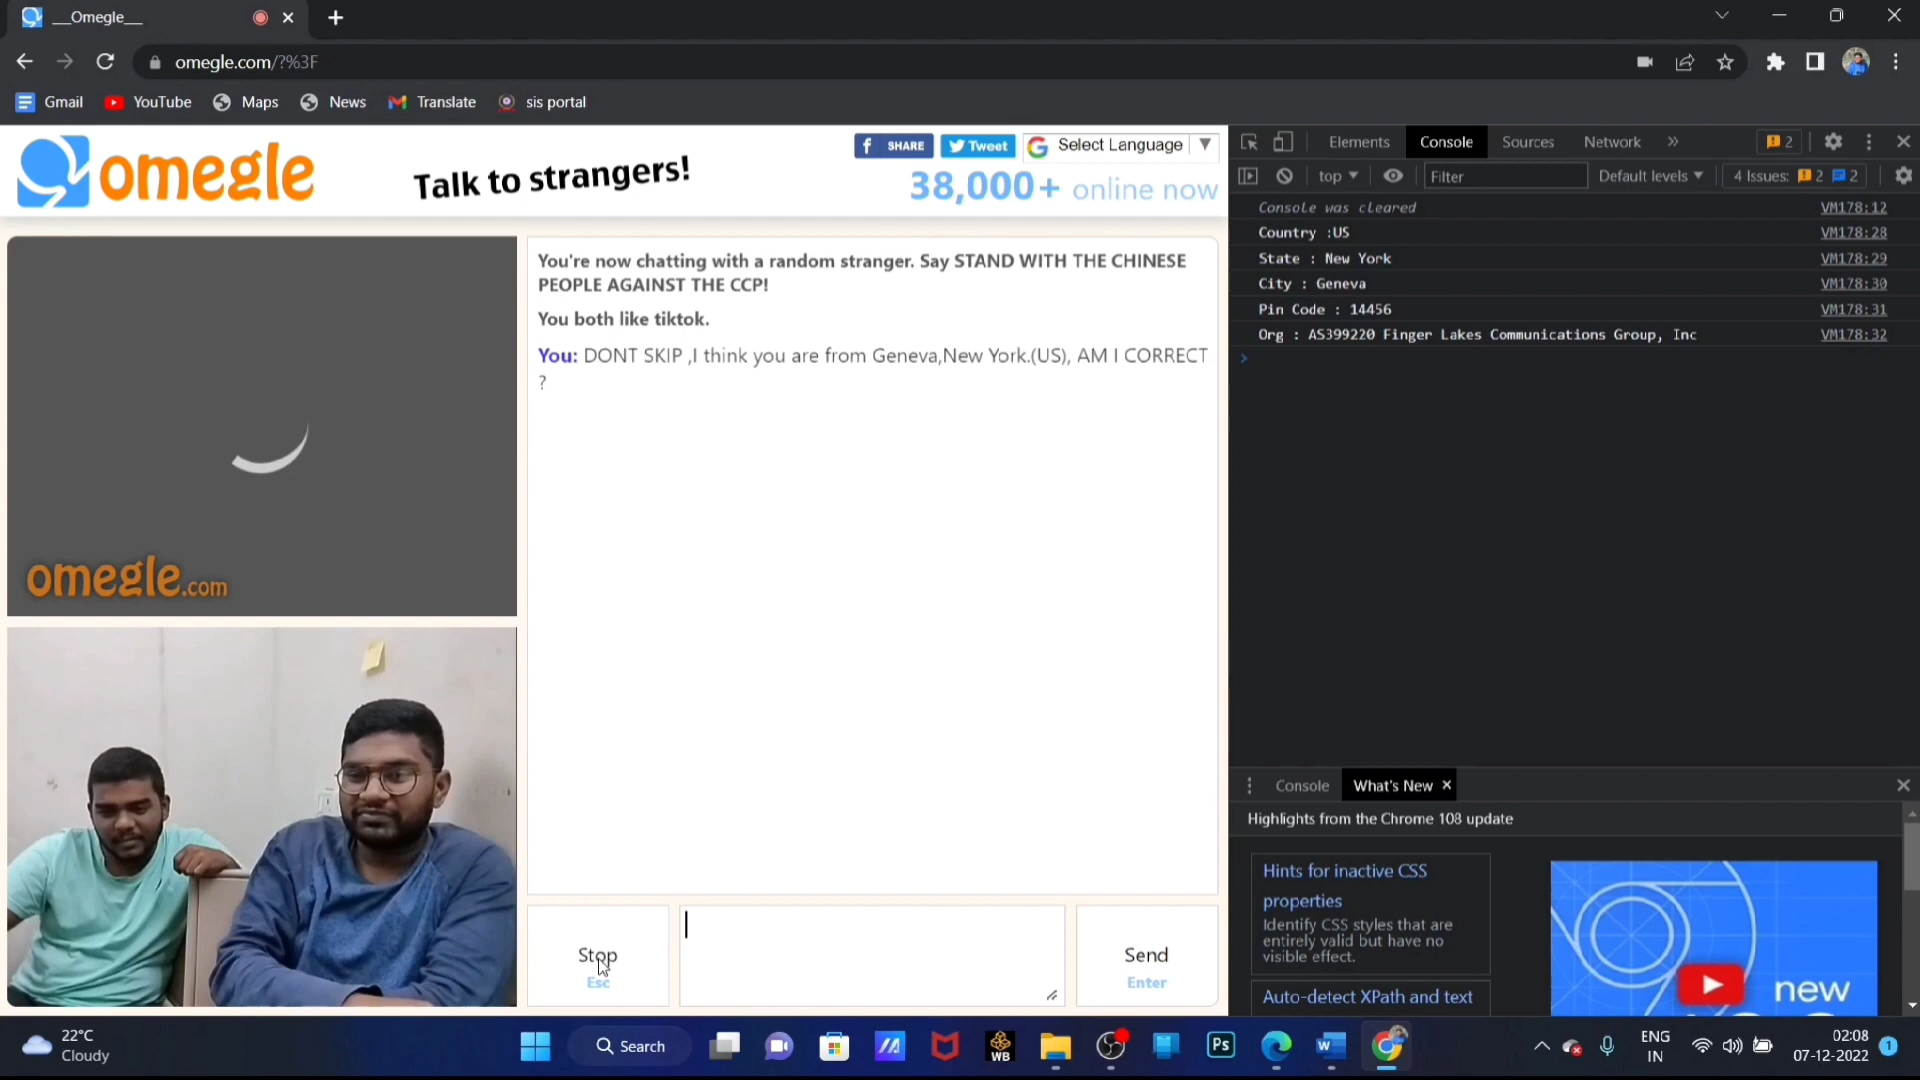 __Omegle__
omegle.com/?%3F
Gmail YouTube Maps News Translate sis portal
omegle
Talk to strangers!
f SHARE Tweet Select Language ▼
38,000+ online now
You're now chatting with a random stranger. Say STAND WITH THE CHINESE
PEOPLE AGAINST THE CCP!
You both like tiktok.
You: DONT SKIP ,I think you are from Geneva,New York.(US), AM I CORRECT
?
omegle.com
Stop
Esc
Send
Enter
Elements Console Sources Network » 2
top ▼ Filter Default levels ▼ 4 Issues: 2 2
Console was cleared VM178:12
Country :US VM178:28
State : New York VM178:29
City : Geneva VM178:30
Pin Code : 14456 VM178:31
Org : AS399220 Finger Lakes Communications Group, Inc VM178:32
>
Console What's New ×
Highlights from the Chrome 108 update
Hints for inactive CSS
properties
Identify CSS styles that are
entirely valid but have no
visible effect.
Auto-detect XPath and text
new
22°C
Cloudy
Search
WB
Ps
W
ENG
IN
02:08
07-12-2022
1